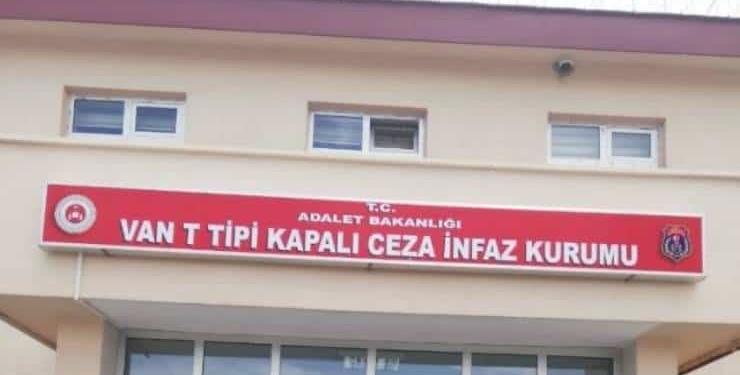 T.C.
ADALET BAKANLIĞI
VAN T TİPİ KAPALI CEZA İNFAZ KURUMU